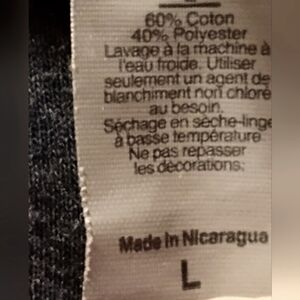 60% Coton
40% Polyester
Lavage à la machine à
l'eau froide. Utiliser
seulement un agent de
blanchiment non chloré
au besoin.
Séchage en sèche-linge
à basse température
Ne pas repasser
les décorations.
Made In Nicaragua
L